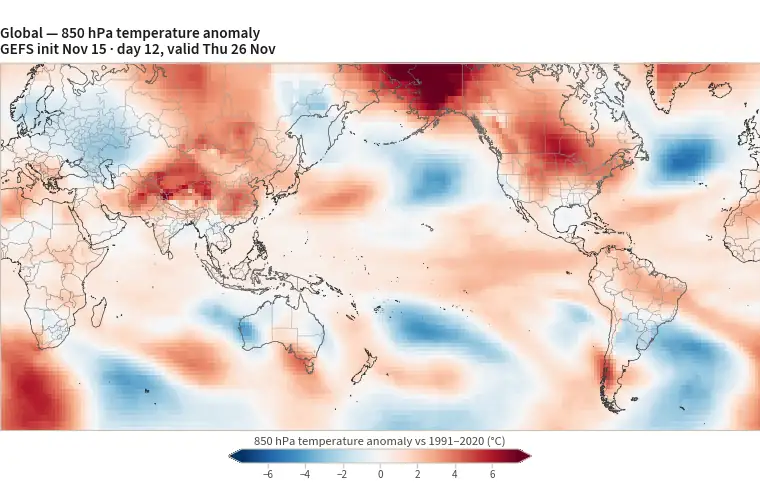 Global — 850 hPa temperature anomaly
GEFS init Nov 15 · day 12, valid Thu 26 Nov
850 hPa temperature anomaly vs 1991–2020 (°C)
−6 −4 −2 0 2 4 6